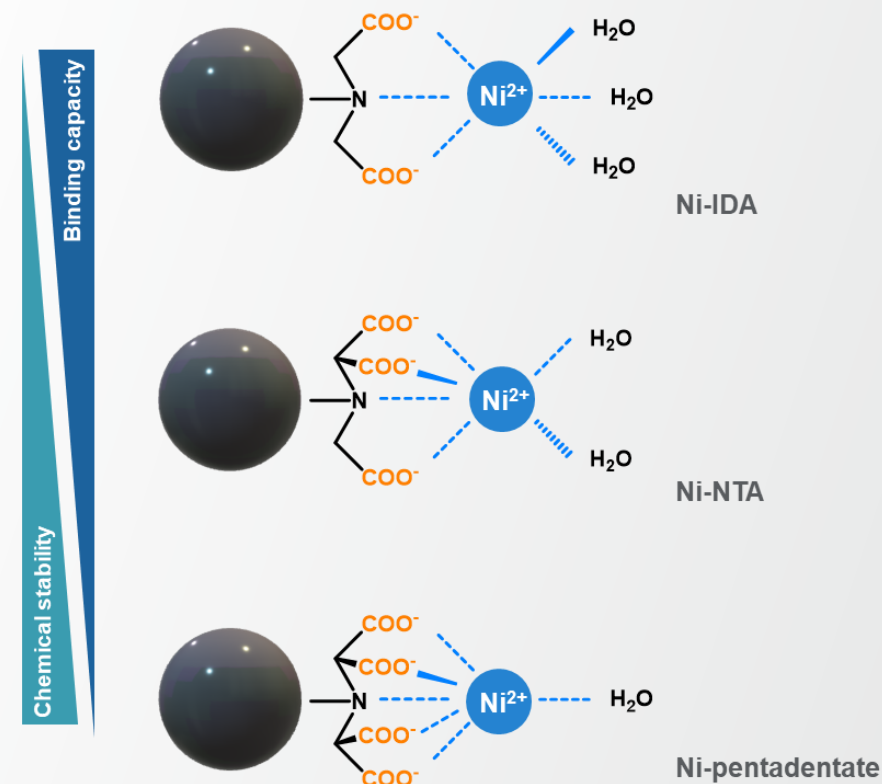 Binding capacity
Chemical stability
COO⁻
N
COO⁻
Ni²⁺
H₂O
H₂O
H₂O
Ni-IDA
COO⁻
COO⁻
N
COO⁻
Ni²⁺
H₂O
H₂O
Ni-NTA
COO⁻
COO⁻
N
COO⁻
COO⁻
Ni²⁺
H₂O
Ni-pentadentate